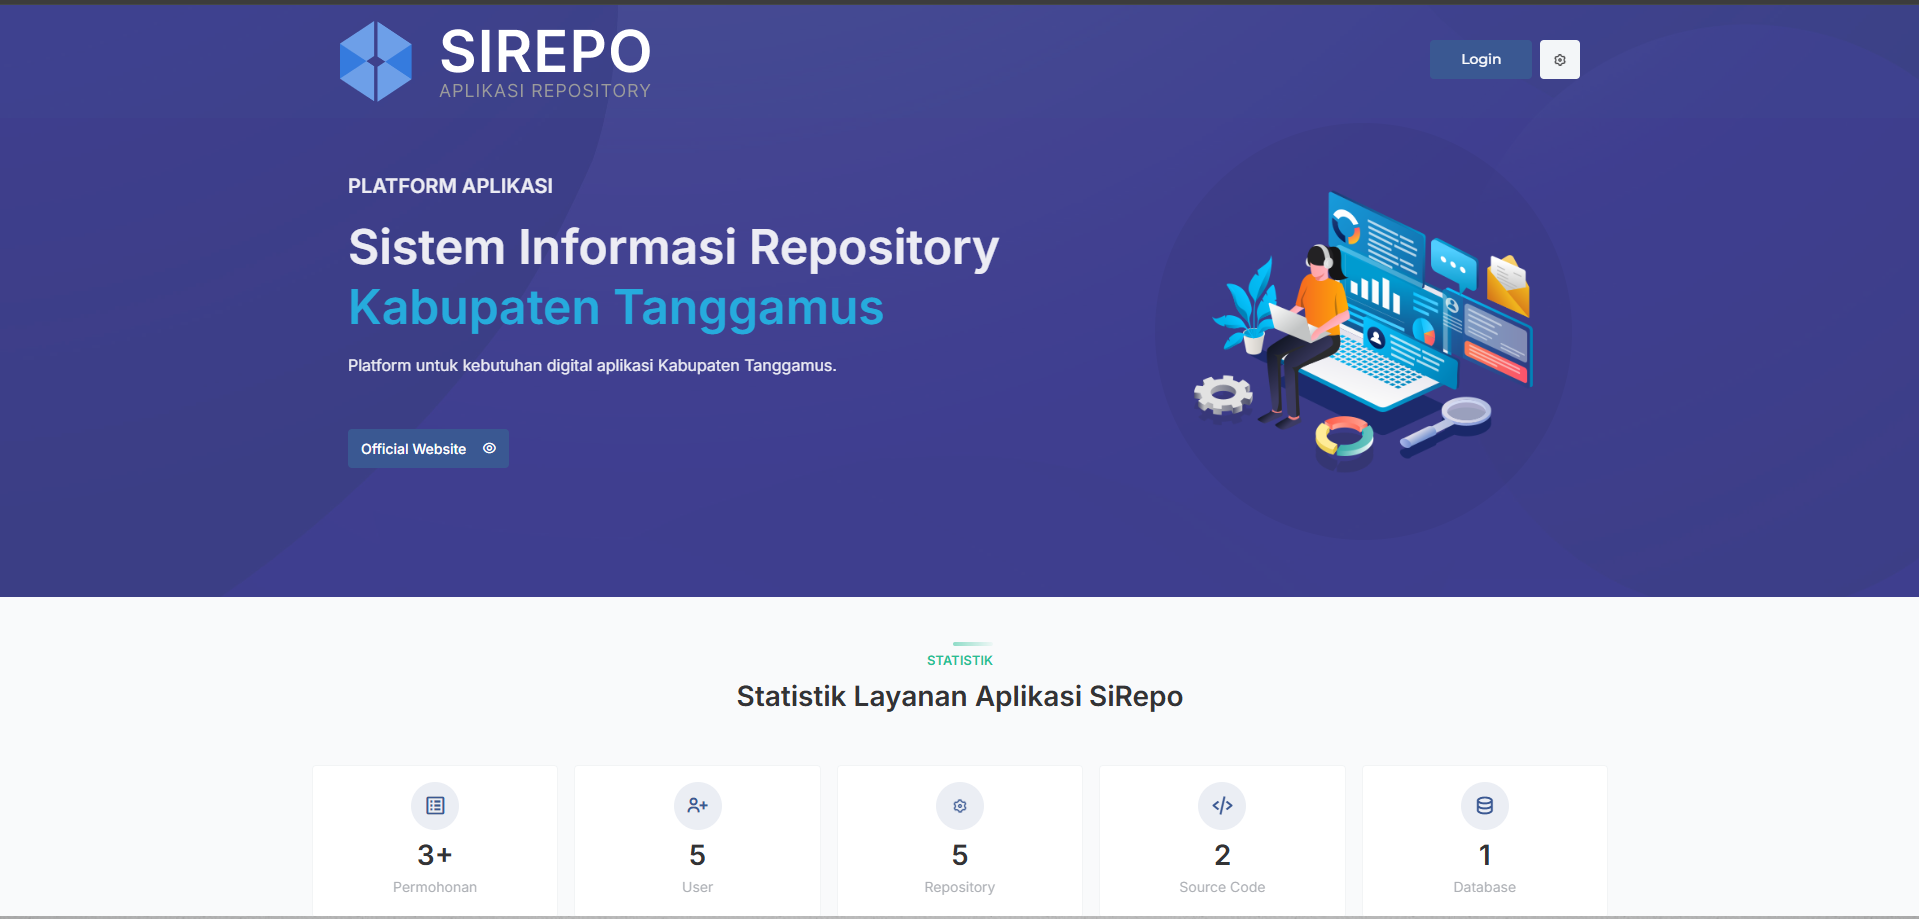 SIREPO
APLIKASI REPOSITORY
Login
PLATFORM APLIKASI
Sistem Informasi Repository
Kabupaten Tanggamus
Platform untuk kebutuhan digital aplikasi Kabupaten Tanggamus.
Official Website
STATISTIK
Statistik Layanan Aplikasi SiRepo
3+
Permohonan
5
User
5
Repository
2
Source Code
1
Database